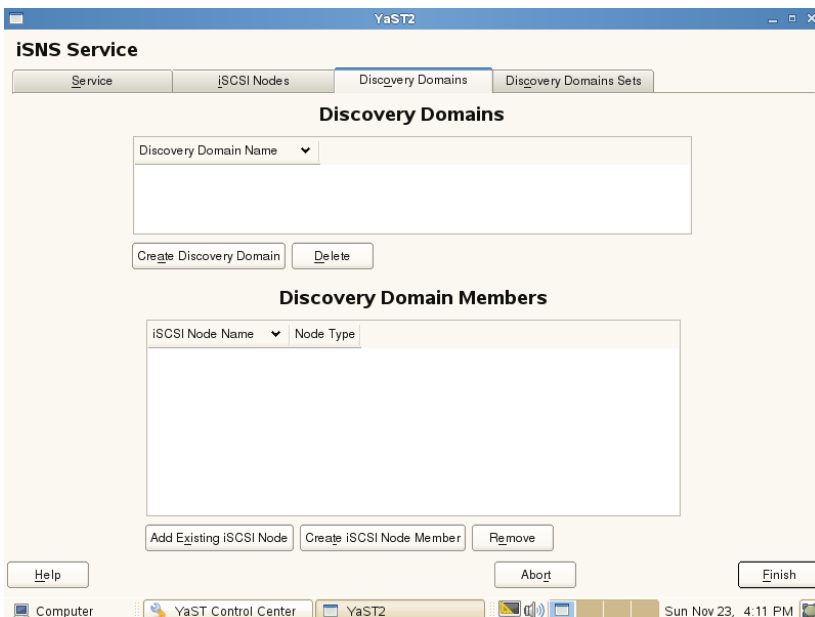 YaST2
iSNS Service
Service
iSCSI Nodes
Discovery Domains
Discovery Domains Sets
Discovery Domains
Discovery Domain Name
Create Discovery Domain
Delete
Discovery Domain Members
iSCSI Node Name
Node Type
Add Existing iSCSI Node
Create iSCSI Node Member
Remove
Help
Abort
Finish
Computer
YaST Control Center
YaST2
Sun Nov 23, 4:11 PM